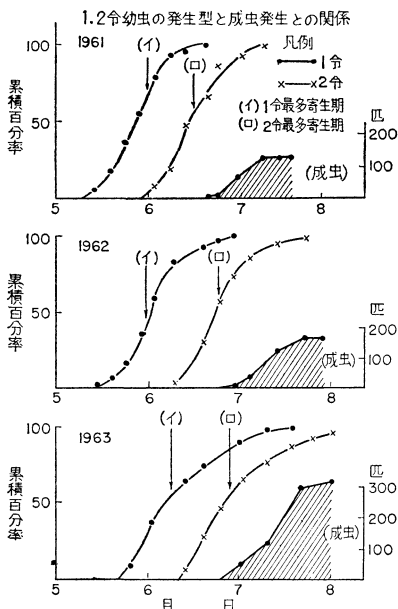 1.2令幼虫の発生型と成虫発生との関係
1961
(イ)
(ロ)
凡例
1令
2令
(イ)1令最多寄生期
(ロ)2令最多寄生期
累積百分率
100
50
匹
200
100
(成虫)
5
6
7
8
1962
(イ)
(ロ)
累積百分率
100
50
匹
200
100
(成虫)
5
6
7
8
1963
(イ)
(ロ)
累積百分率
100
50
匹
300
200
100
(成虫)
5
6
7
8
月 日